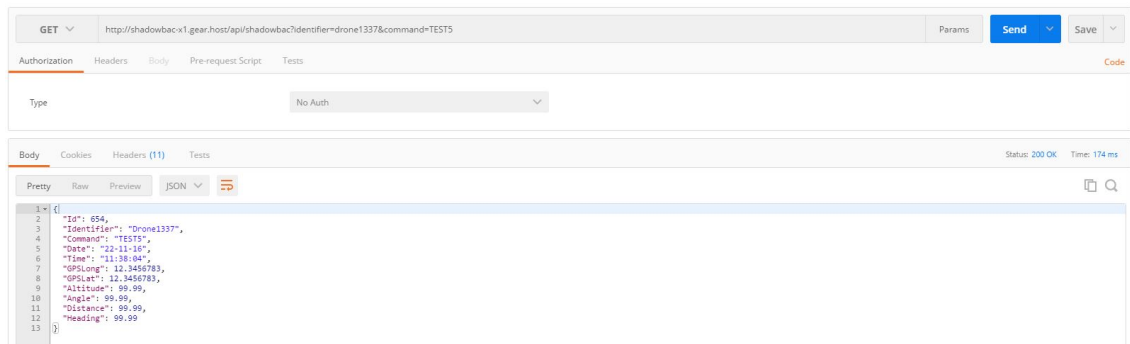 GET http://shadowbac-x1.gear.host/api/shadowbac?identifier=drone1337&command=TEST5 Params Send Save
Authorization Headers Body Pre-request Script Tests Code
Type No Auth
Body Cookies Headers (11) Tests Status: 200 OK Time: 174 ms
Pretty Raw Preview JSON
1 {
2 "Id": 654,
3 "Identifier": "Drone1337",
4 "Command": "TEST5",
5 "Date": "22-11-16",
6 "Time": "11:38:04",
7 "GPSLong": 12.3456783,
8 "GPSLat": 12.3456783,
9 "Altitude": 99.99,
10 "Angle": 99.99,
11 "Distance": 99.99,
12 "Heading": 99.99
13 }